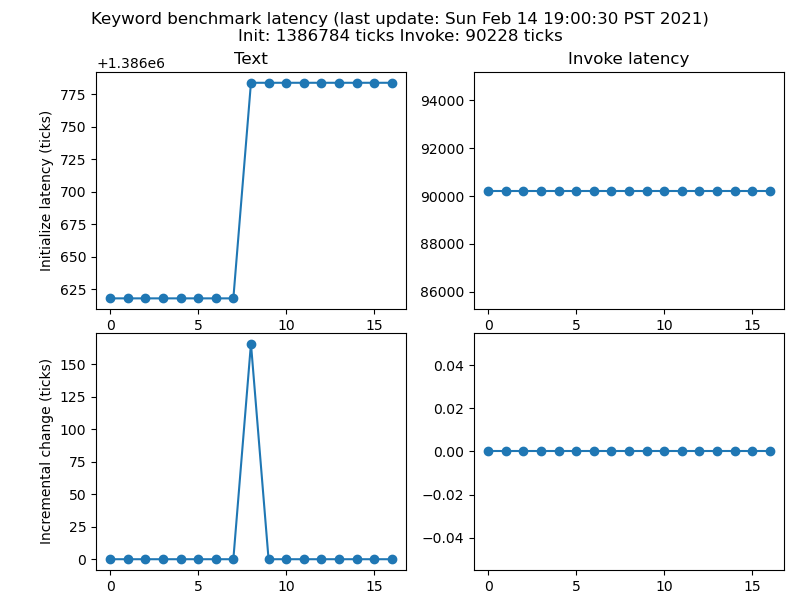 Keyword benchmark latency (last update: Sun Feb 14 19:00:30 PST 2021)
Init: 1386784 ticks Invoke: 90228 ticks
Text
+1.386e6
Initialize latency (ticks)
775
750
725
700
675
650
625
0 5 10 15
Invoke latency
94000
92000
90000
88000
86000
0 5 10 15
Incremental change (ticks)
150
125
100
75
50
25
0
0 5 10 15
0.04
0.02
0.00
−0.02
−0.04
0 5 10 15